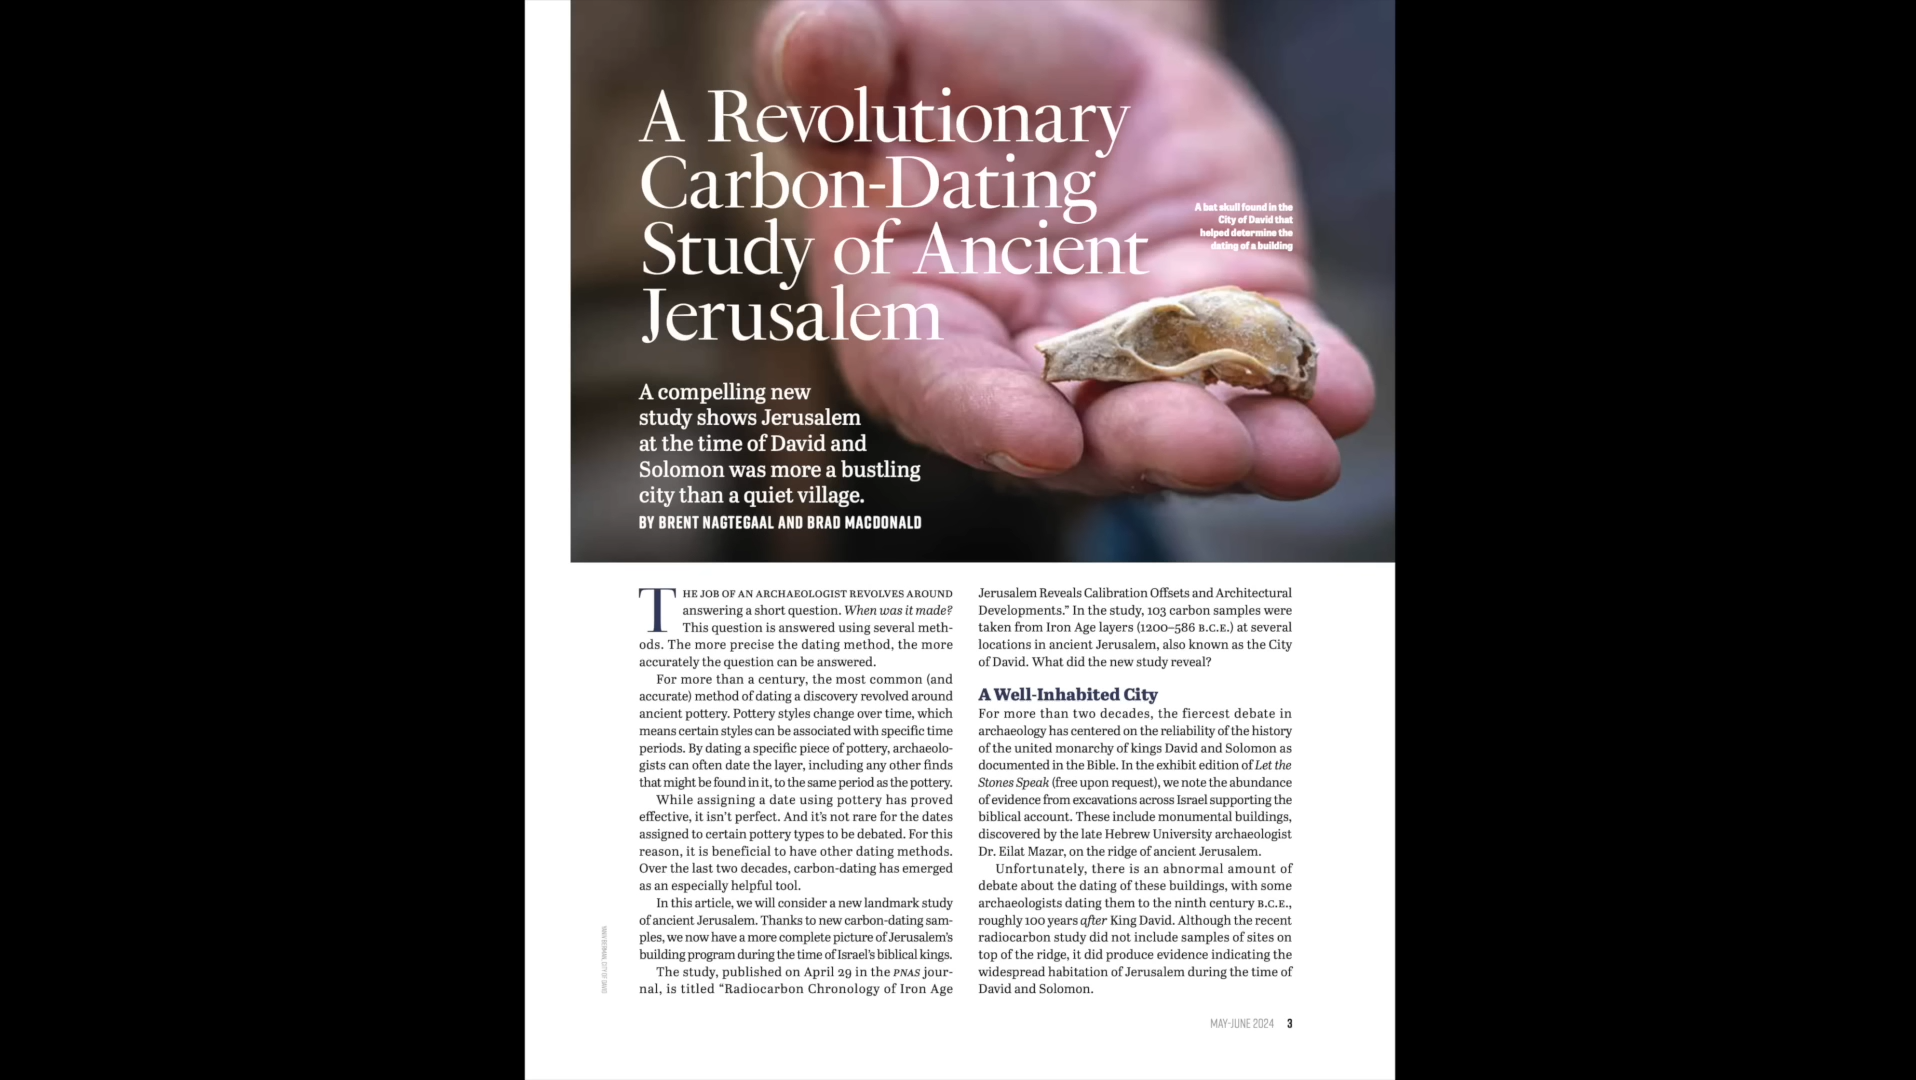 A Revolutionary
Carbon-Dating
Study of Ancient
Jerusalem
A bat skull found in the
City of David that
helped determine the
dating of a building
A compelling new
study shows Jerusalem
at the time of David and
Solomon was more a bustling
city than a quiet village.
BY BRENT NAGTEGAAL AND BRAD MACDONALD
THE JOB OF AN ARCHAEOLOGIST REVOLVES AROUND
answering a short question. When was it made?
This question is answered using several meth-
ods. The more precise the dating method, the more
accurately the question can be answered.
For more than a century, the most common (and
accurate) method of dating a discovery revolved around
ancient pottery. Pottery styles change over time, which
means certain styles can be associated with specific time
periods. By dating a specific piece of pottery, archaeolo-
gists can often date the layer, including any other finds
that might be found in it, to the same period as the pottery.
While assigning a date using pottery has proved
effective, it isn't perfect. And it's not rare for the dates
assigned to certain pottery types to be debated. For this
reason, it is beneficial to have other dating methods.
Over the last two decades, carbon-dating has emerged
as an especially helpful tool.
In this article, we will consider a new landmark study
of ancient Jerusalem. Thanks to new carbon-dating sam-
ples, we now have a more complete picture of Jerusalem's
building program during the time of Israel's biblical kings.
The study, published on April 29 in the PNAS jour-
nal, is titled “Radiocarbon Chronology of Iron Age
Jerusalem Reveals Calibration Offsets and Architectural
Developments.” In the study, 103 carbon samples were
taken from Iron Age layers (1200–586 B.C.E.) at several
locations in ancient Jerusalem, also known as the City
of David. What did the new study reveal?
A Well-Inhabited City
For more than two decades, the fiercest debate in
archaeology has centered on the reliability of the history
of the united monarchy of kings David and Solomon as
documented in the Bible. In the exhibit edition of Let the
Stones Speak (free upon request), we note the abundance
of evidence from excavations across Israel supporting the
biblical account. These include monumental buildings,
discovered by the late Hebrew University archaeologist
Dr. Eilat Mazar, on the ridge of ancient Jerusalem.
Unfortunately, there is an abnormal amount of
debate about the dating of these buildings, with some
archaeologists dating them to the ninth century B.C.E.,
roughly 100 years after King David. Although the recent
radiocarbon study did not include samples of sites on
top of the ridge, it did produce evidence indicating the
widespread habitation of Jerusalem during the time of
David and Solomon.
MAY-JUNE 2024 3